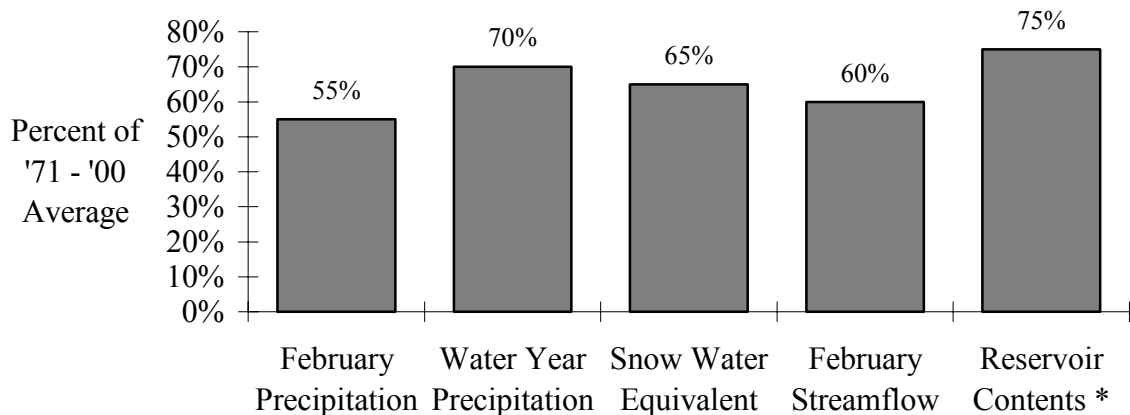 Percent of
'71 - '00
Average
80%
70%
60%
50%
40%
30%
20%
10%
0%
55%
70%
65%
60%
75%
February
Precipitation
Water Year
Precipitation
Snow Water
Equivalent
February
Streamflow
Reservoir
Contents *